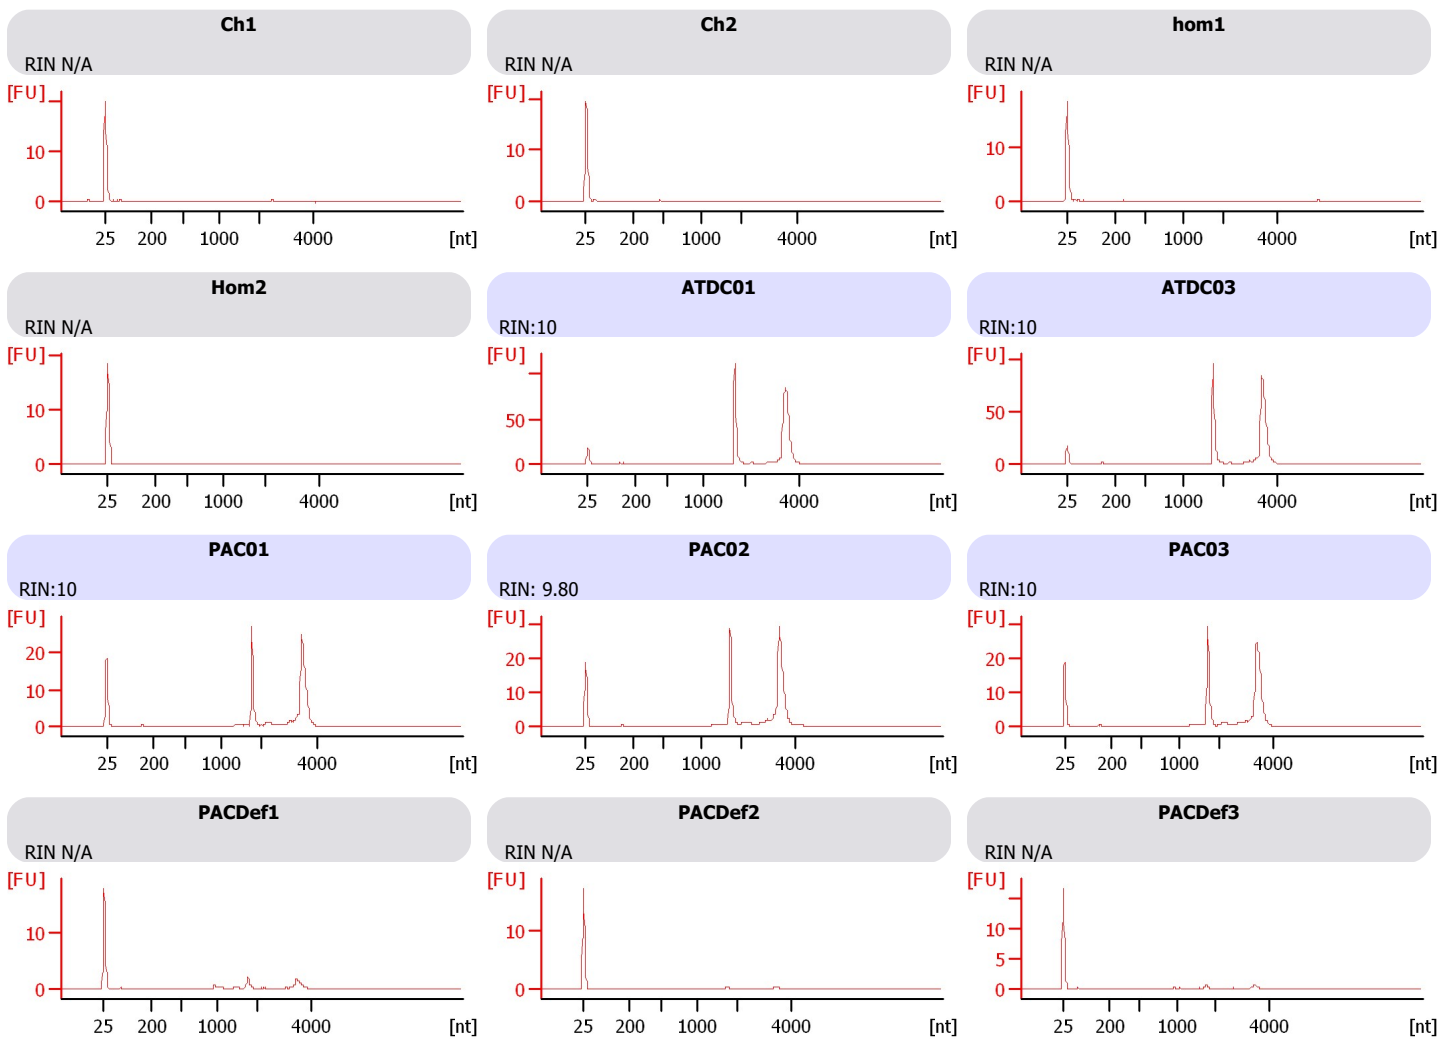 Ch1
RIN N/A
[FU]
10
0
25 200 1000 4000 [nt]
Ch2
RIN N/A
[FU]
10
0
25 200 1000 4000 [nt]
hom1
RIN N/A
[FU]
10
0
25 200 1000 4000 [nt]
Hom2
RIN N/A
[FU]
10
0
25 200 1000 4000 [nt]
ATDC01
RIN:10
[FU]
50
0
25 200 1000 4000 [nt]
ATDC03
RIN:10
[FU]
50
0
25 200 1000 4000 [nt]
PAC01
RIN:10
[FU]
20
10
0
25 200 1000 4000 [nt]
PAC02
RIN: 9.80
[FU]
20
10
0
25 200 1000 4000 [nt]
PAC03
RIN:10
[FU]
20
10
0
25 200 1000 4000 [nt]
PACDef1
RIN N/A
[FU]
10
0
25 200 1000 4000 [nt]
PACDef2
RIN N/A
[FU]
10
0
25 200 1000 4000 [nt]
PACDef3
RIN N/A
[FU]
10
5
0
25 200 1000 4000 [nt]